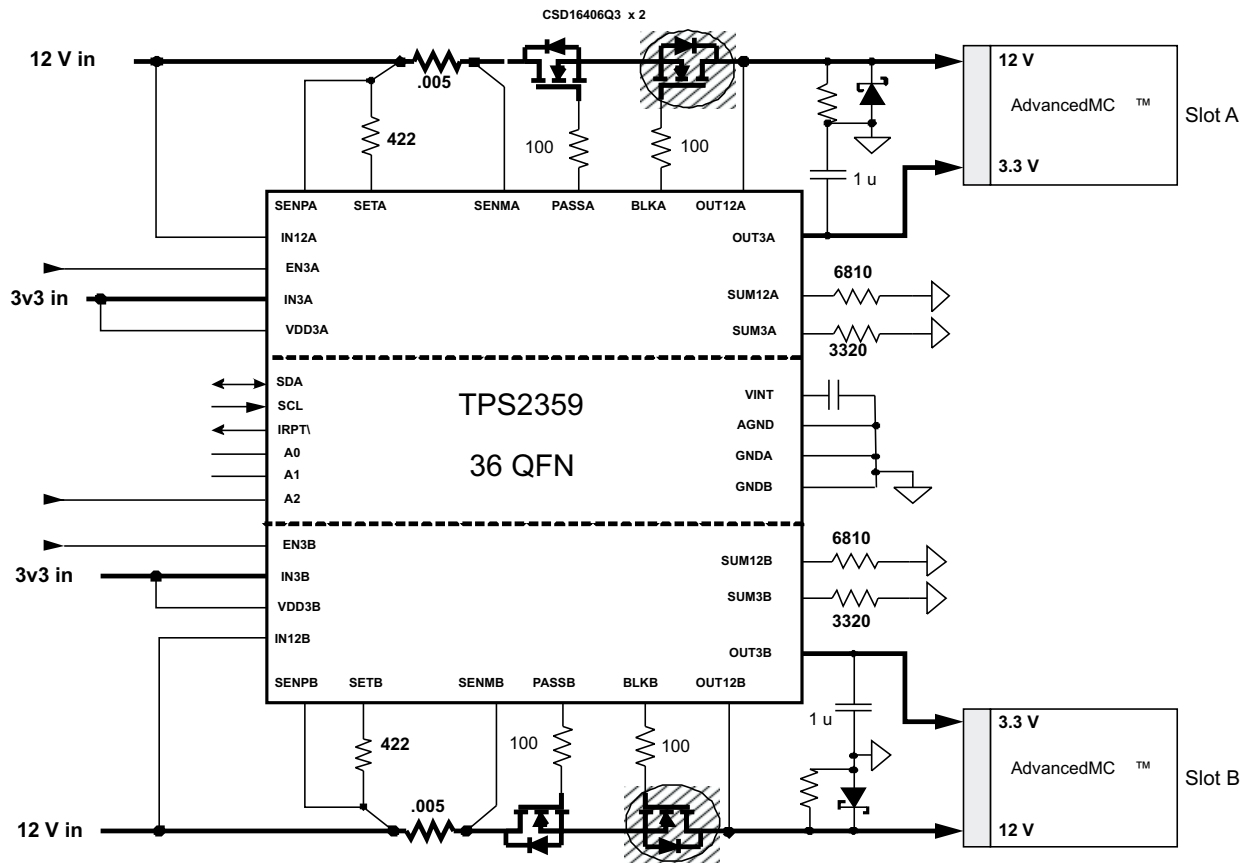 CSD16406Q3 x 2
12 V in
.005
422
100
100
1 u
12 V
AdvancedMC ™
3.3 V
Slot A
SENPA
SETA
SENMA
PASSA
BLKA
OUT12A
IN12A
OUT3A
EN3A
3v3 in
IN3A
VDD3A
SUM12A
6810
SUM3A
3320
SDA
SCL
IRPT\
A0
A1
A2
TPS2359
36 QFN
VINT
AGND
GNDA
GNDB
EN3B
3v3 in
IN3B
VDD3B
IN12B
SUM12B
6810
SUM3B
3320
OUT3B
SENPB
SETB
SENMB
PASSB
BLKB
OUT12B
422
100
100
1 u
3.3 V
AdvancedMC ™
12 V
Slot B
.005
12 V in